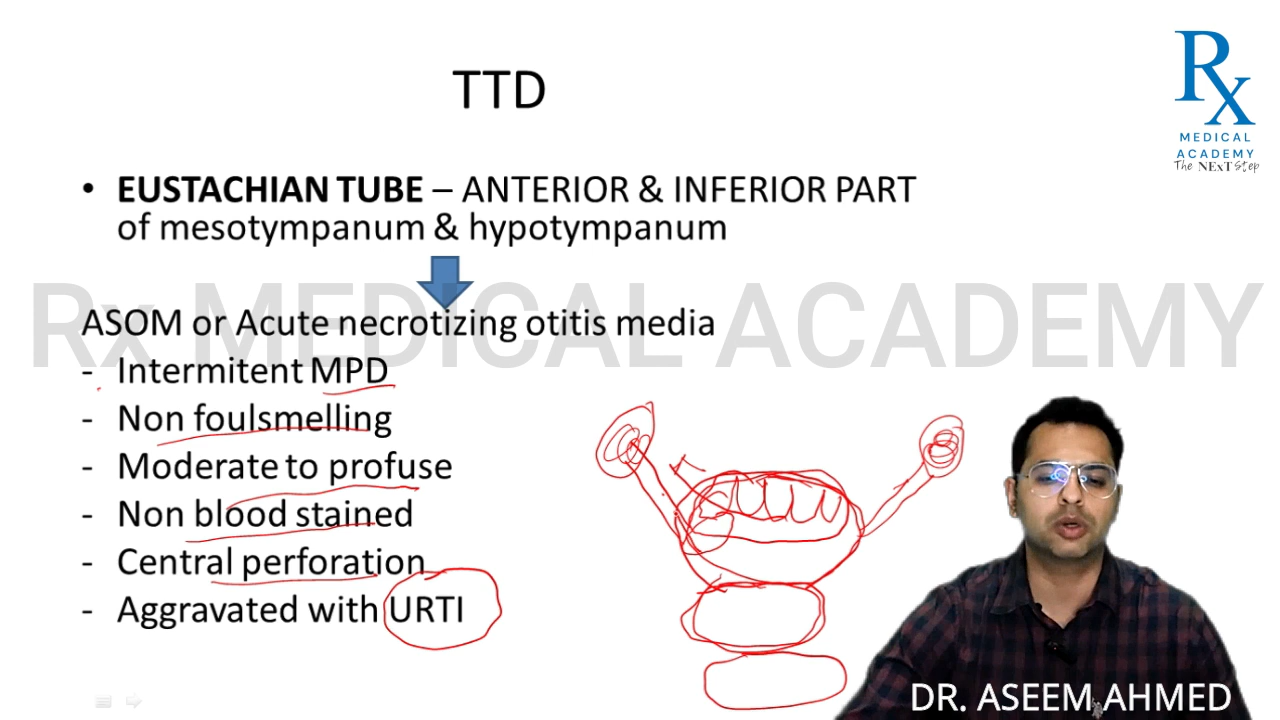 Rx
MEDICAL
ACADEMY
The NExT Step
TTD
• EUSTACHIAN TUBE – ANTERIOR & INFERIOR PART
of mesotympanum & hypotympanum
Rx MEDICAL ACADEMY
ASOM or Acute necrotizing otitis media
- Intermitent MPD
- Non foulsmelling
- Moderate to profuse
- Non blood stained
- Central perforation
- Aggravated with URTI
DR. ASEEM AHMED